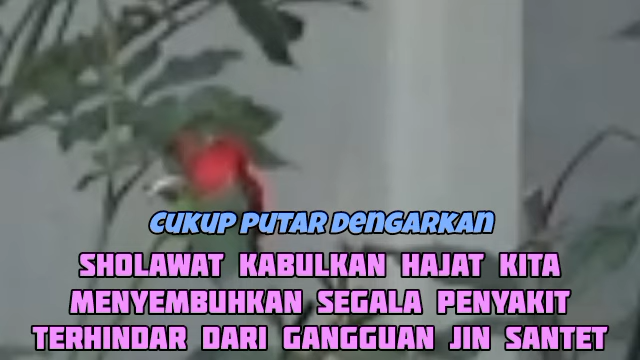 CUKUP PUTAR DENGARKAN
SHOLAWAT KABULKAN HAJAT KITA
MENYEMBUHKAN SEGALA PENYAKIT
TERHINDAR DARI GANGGUAN JIN SANTET